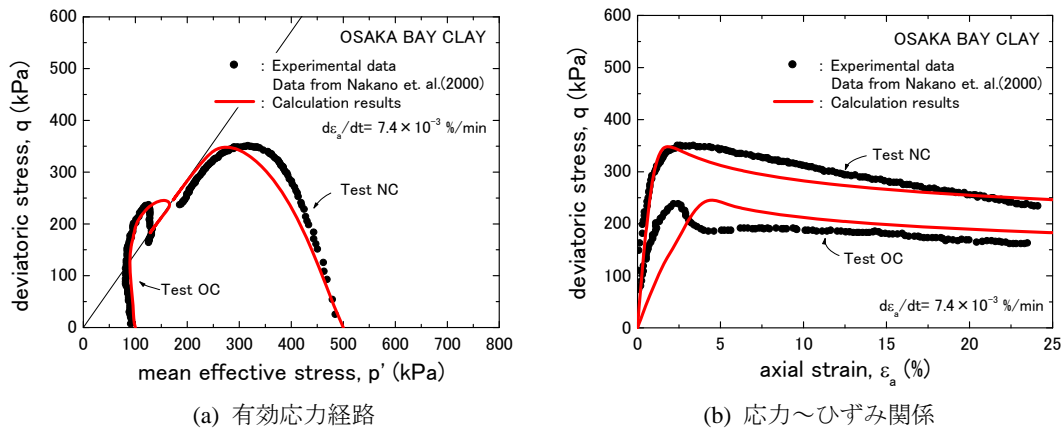 600
500
400
300
200
100
0
deviatoric stress, q (kPa)
OSAKA BAY CLAY
: Experimental data
Data from Nakano et. al.(2000)
: Calculation results
dεa/dt= 7.4×10⁻³ %/min
Test NC
Test OC
0 100 200 300 400 500 600 700 800
mean effective stress, p' (kPa)
(a) 有効応力経路
600
500
400
300
200
100
0
deviatoric stress, q (kPa)
OSAKA BAY CLAY
: Experimental data
Data from Nakano et. al.(2000)
: Calculation results
Test NC
Test OC
dεa/dt= 7.4×10⁻³ %/min
0 5 10 15 20 25
axial strain, εa (%)
(b) 応力～ひずみ関係